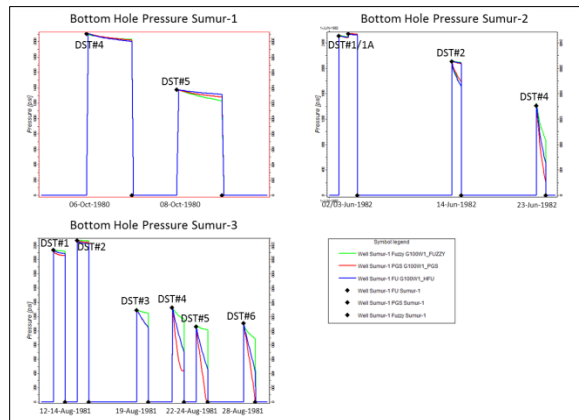 Bottom Hole Pressure Sumur-1
DST#4
DST#5
Pressure [psi]
06-Oct-1980
08-Oct-1980
Bottom Hole Pressure Sumur-2
DST#1/1A
DST#2
DST#4
Pressure [psi]
02/03-Jun-1982
14-Jun-1982
23-Jun-1982
Bottom Hole Pressure Sumur-3
DST#1
DST#2
DST#3
DST#4
DST#5
DST#6
Pressure [psi]
12-14-Aug-1981
19-Aug-1981
22-24-Aug-1981
28-Aug-1981
Symbol legend
Well Sumur-1 Fuzzy G100W1_FUZZY
Well Sumur-1 PGS G100W1_PGS
Well Sumur-1 FU G100W1_HFU
Well Sumur-1 FU Sumur-1
Well Sumur-1 PGS Sumur-1
Well Sumur-1 Fuzzy Sumur-1